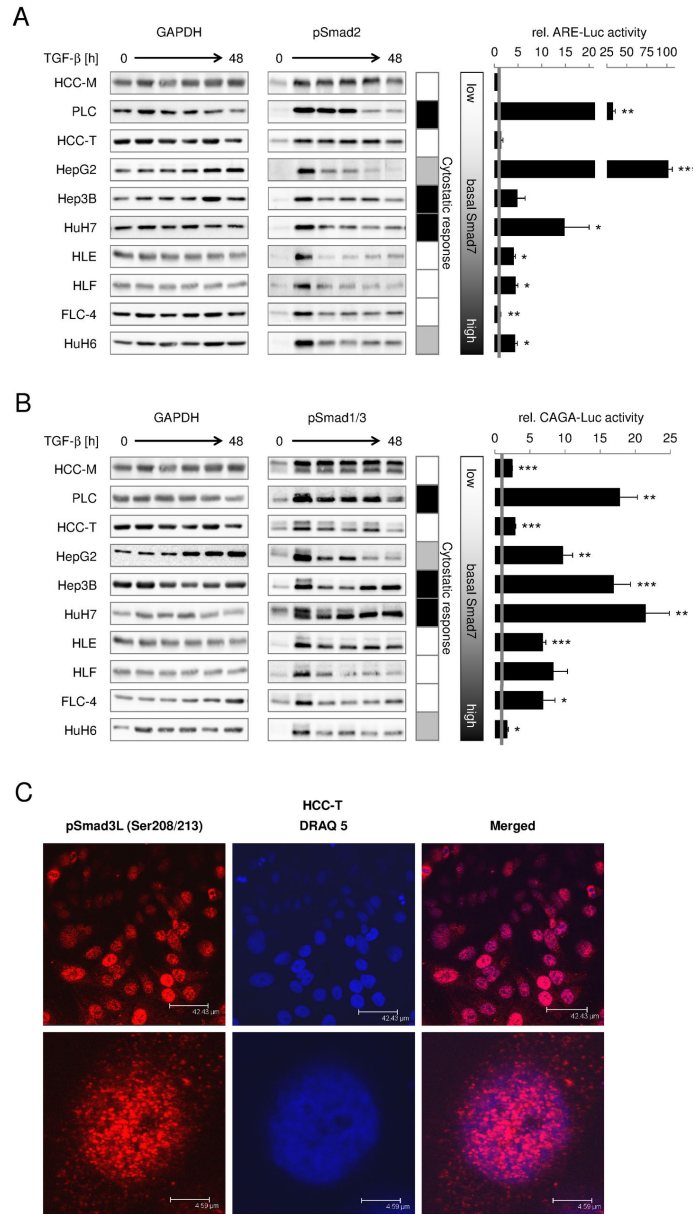 A
GAPDH
pSmad2
rel. ARE-Luc activity
TGF-β [h]
0
48
0
48
0 5 10 15 20 25 50 75 100
HCC-M
PLC
**
HCC-T
HepG2
***
Hep3B
HuH7
*
HLE
*
HLF
*
FLC-4
**
HuH6
*
Cytostatic response
low
basal Smad7
high
B
GAPDH
pSmad1/3
rel. CAGA-Luc activity
TGF-β [h]
0
48
0
48
0 5 10 15 20 25
HCC-M
***
PLC
**
HCC-T
***
HepG2
**
Hep3B
***
HuH7
**
HLE
***
HLF
FLC-4
*
HuH6
*
Cytostatic response
low
basal Smad7
high
C
HCC-T
pSmad3L (Ser208/213)
DRAQ 5
Merged
42.43 µm
42.43 µm
42.43 µm
4.59 µm
4.59 µm
4.59 µm